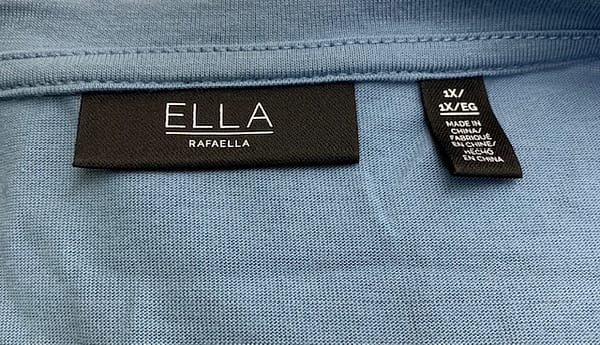 ELLA
RAFAELLA
1X/
1X/EG
MADE IN
CHINA/
FABRIQUÉ
EN CHINE/
HECHO
EN CHINA